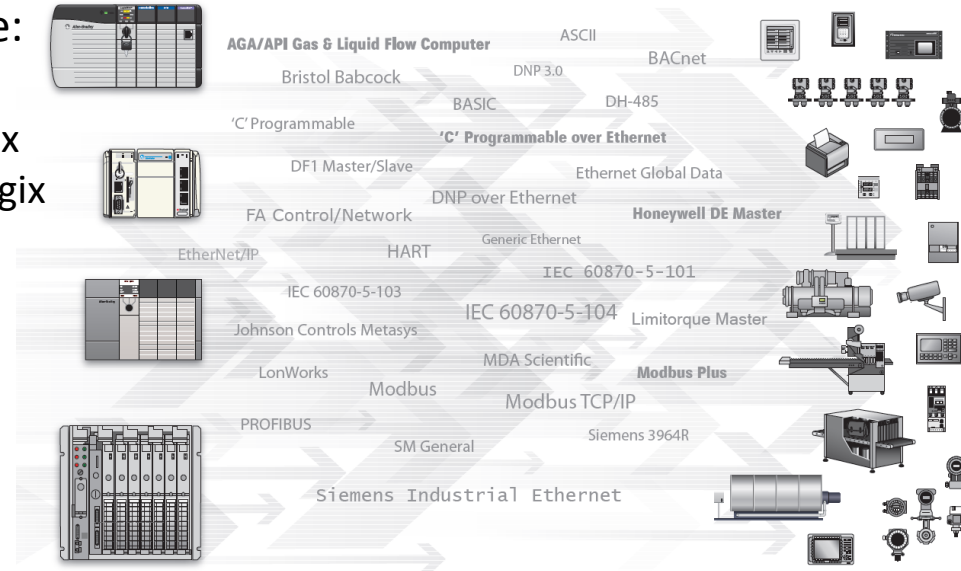 e:
x
gix
Allen-Bradley
AGA/API Gas & Liquid Flow Computer
ASCII
BACnet
Bristol Babcock
DNP 3.0
BASIC
DH-485
'C' Programmable
'C' Programmable over Ethernet
DF1 Master/Slave
Ethernet Global Data
DNP over Ethernet
FA Control/Network
Honeywell DE Master
EtherNet/IP
HART
Generic Ethernet
IEC 60870-5-101
IEC 60870-5-103
IEC 60870-5-104
Limitorque Master
Johnson Controls Metasys
MDA Scientific
LonWorks
Modbus Plus
Modbus
Modbus TCP/IP
PROFIBUS
SM General
Siemens 3964R
Siemens Industrial Ethernet